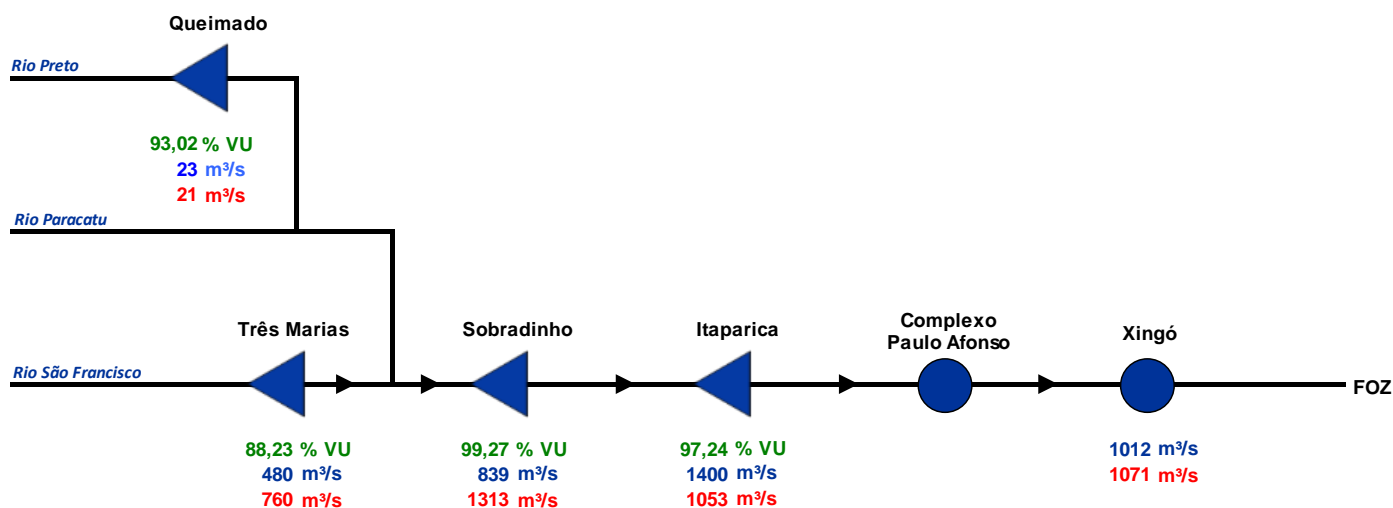 Queimado
Rio Preto
93,02 % VU
23 m³/s
21 m³/s
Rio Paracatu
Três Marias
Sobradinho
Itaparica
Complexo
Paulo Afonso
Xingó
Rio São Francisco
FOZ
88,23 % VU
480 m³/s
760 m³/s
99,27 % VU
839 m³/s
1313 m³/s
97,24 % VU
1400 m³/s
1053 m³/s
1012 m³/s
1071 m³/s